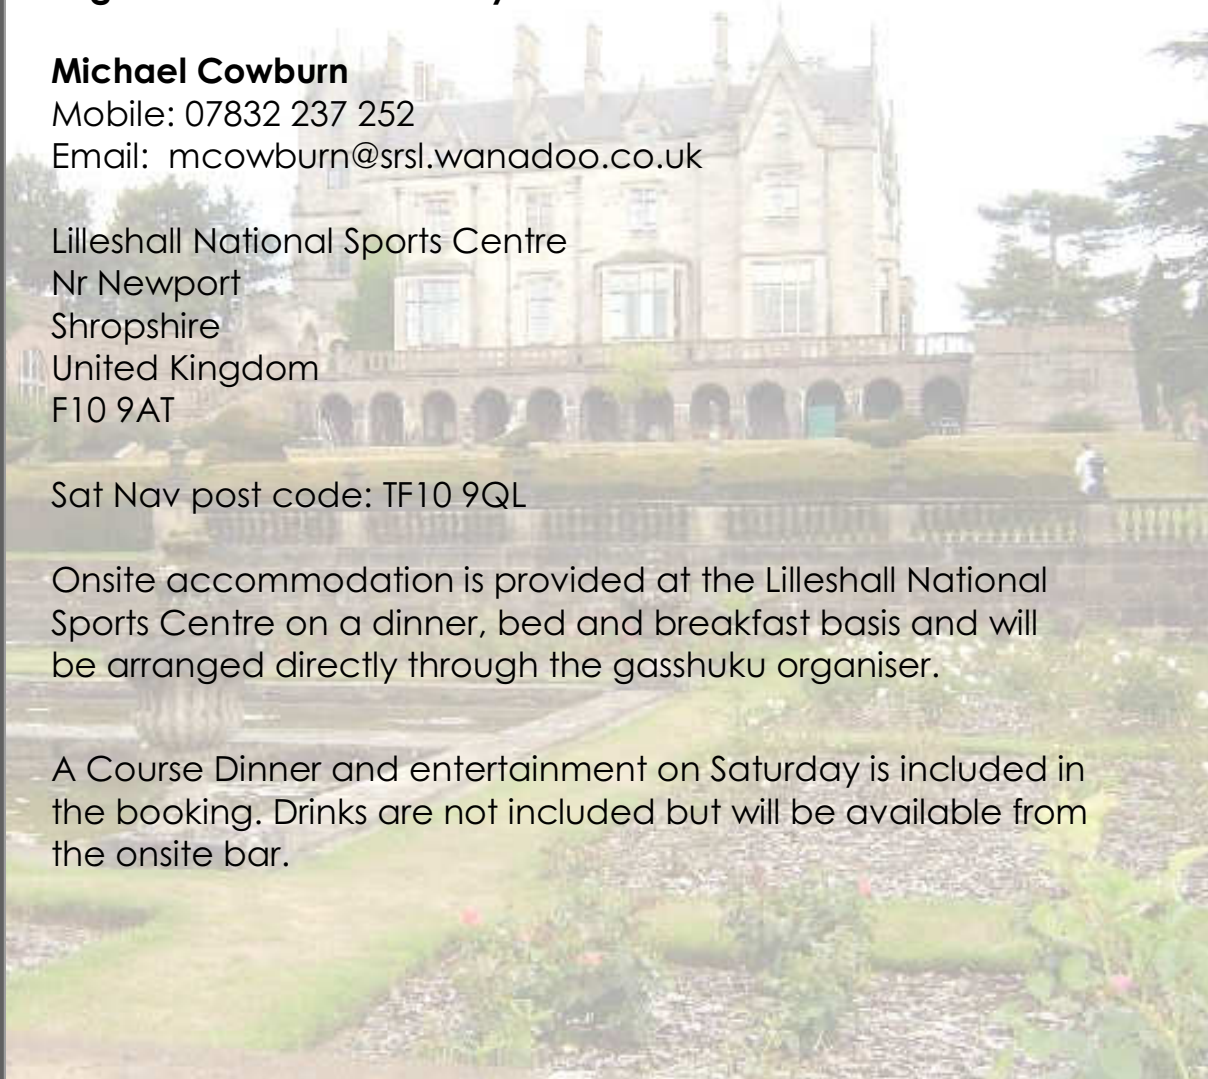 Michael Cowburn
Mobile: 07832 237 252
Email: mcowburn@srsl.wanadoo.co.uk
Lilleshall National Sports Centre
Nr Newport
Shropshire
United Kingdom
F10 9AT
Sat Nav post code: TF10 9QL
Onsite accommodation is provided at the Lilleshall National
Sports Centre on a dinner, bed and breakfast basis and will
be arranged directly through the gasshuku organiser.
A Course Dinner and entertainment on Saturday is included in
the booking. Drinks are not included but will be available from
the onsite bar.